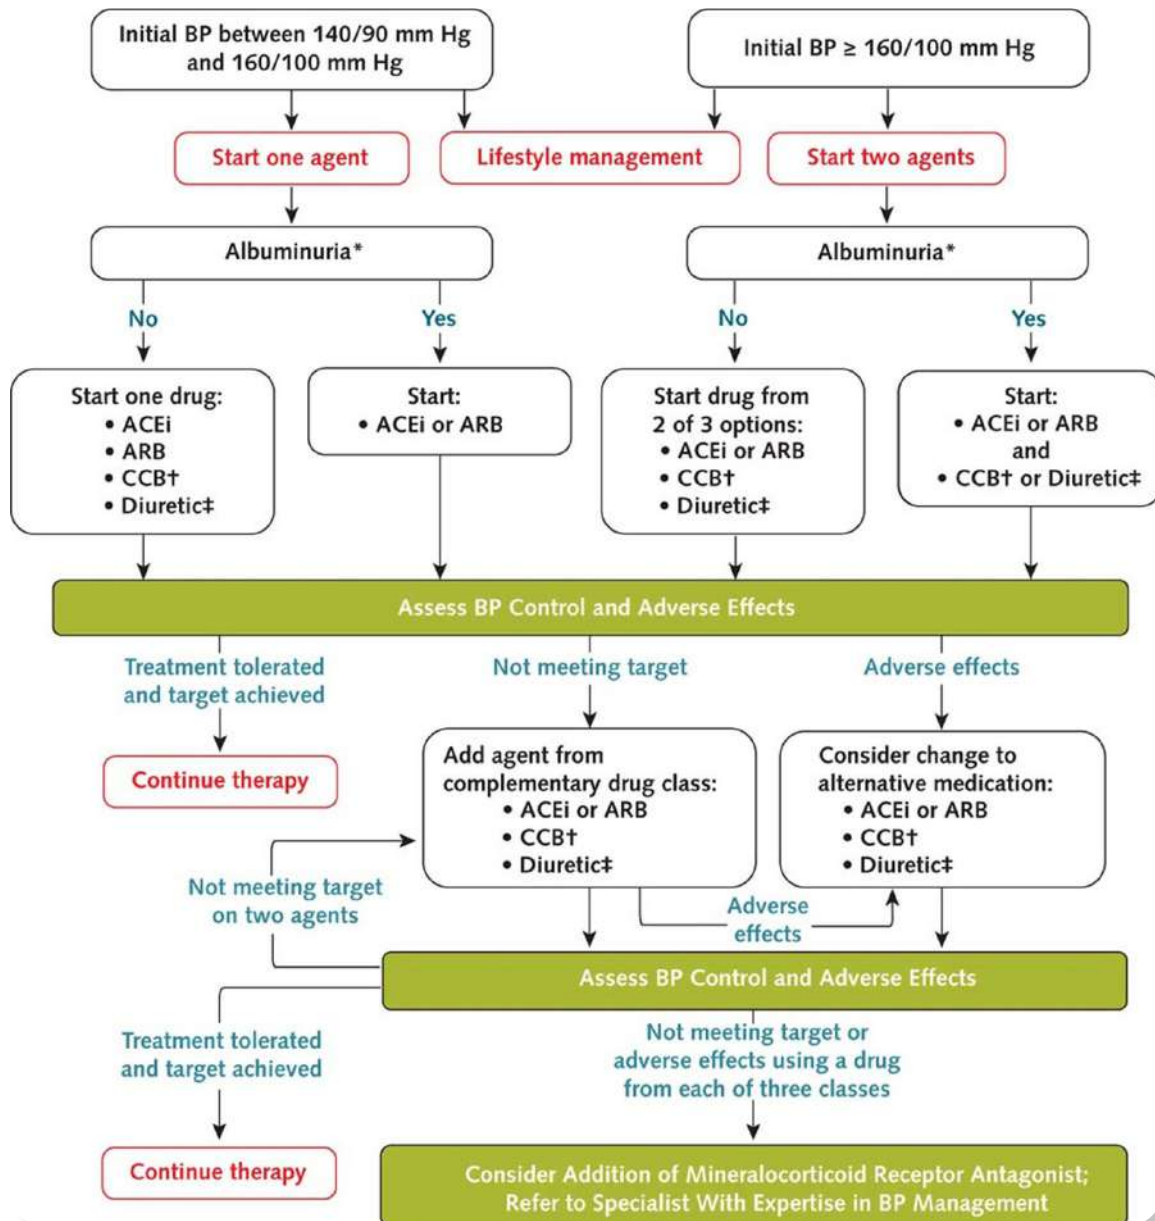 Initial BP between 140/90 mm Hg
and 160/100 mm Hg
Initial BP ≥ 160/100 mm Hg
Start one agent
Lifestyle management
Start two agents
Albuminuria*
Albuminuria*
No
Yes
No
Yes
Start one drug:
• ACEi
• ARB
• CCB†
• Diuretic‡
Start:
• ACEi or ARB
Start drug from
2 of 3 options:
• ACEi or ARB
• CCB†
• Diuretic‡
Start:
• ACEi or ARB
and
• CCB† or Diuretic‡
Assess BP Control and Adverse Effects
Treatment tolerated
and target achieved
Not meeting target
Adverse effects
Continue therapy
Add agent from
complementary drug class:
• ACEi or ARB
• CCB†
• Diuretic‡
Consider change to
alternative medication:
• ACEi or ARB
• CCB†
• Diuretic‡
Not meeting target
on two agents
Adverse
effects
Assess BP Control and Adverse Effects
Treatment tolerated
and target achieved
Not meeting target or
adverse effects using a drug
from each of three classes
Continue therapy
Consider Addition of Mineralocorticoid Receptor Antagonist;
Refer to Specialist With Expertise in BP Management